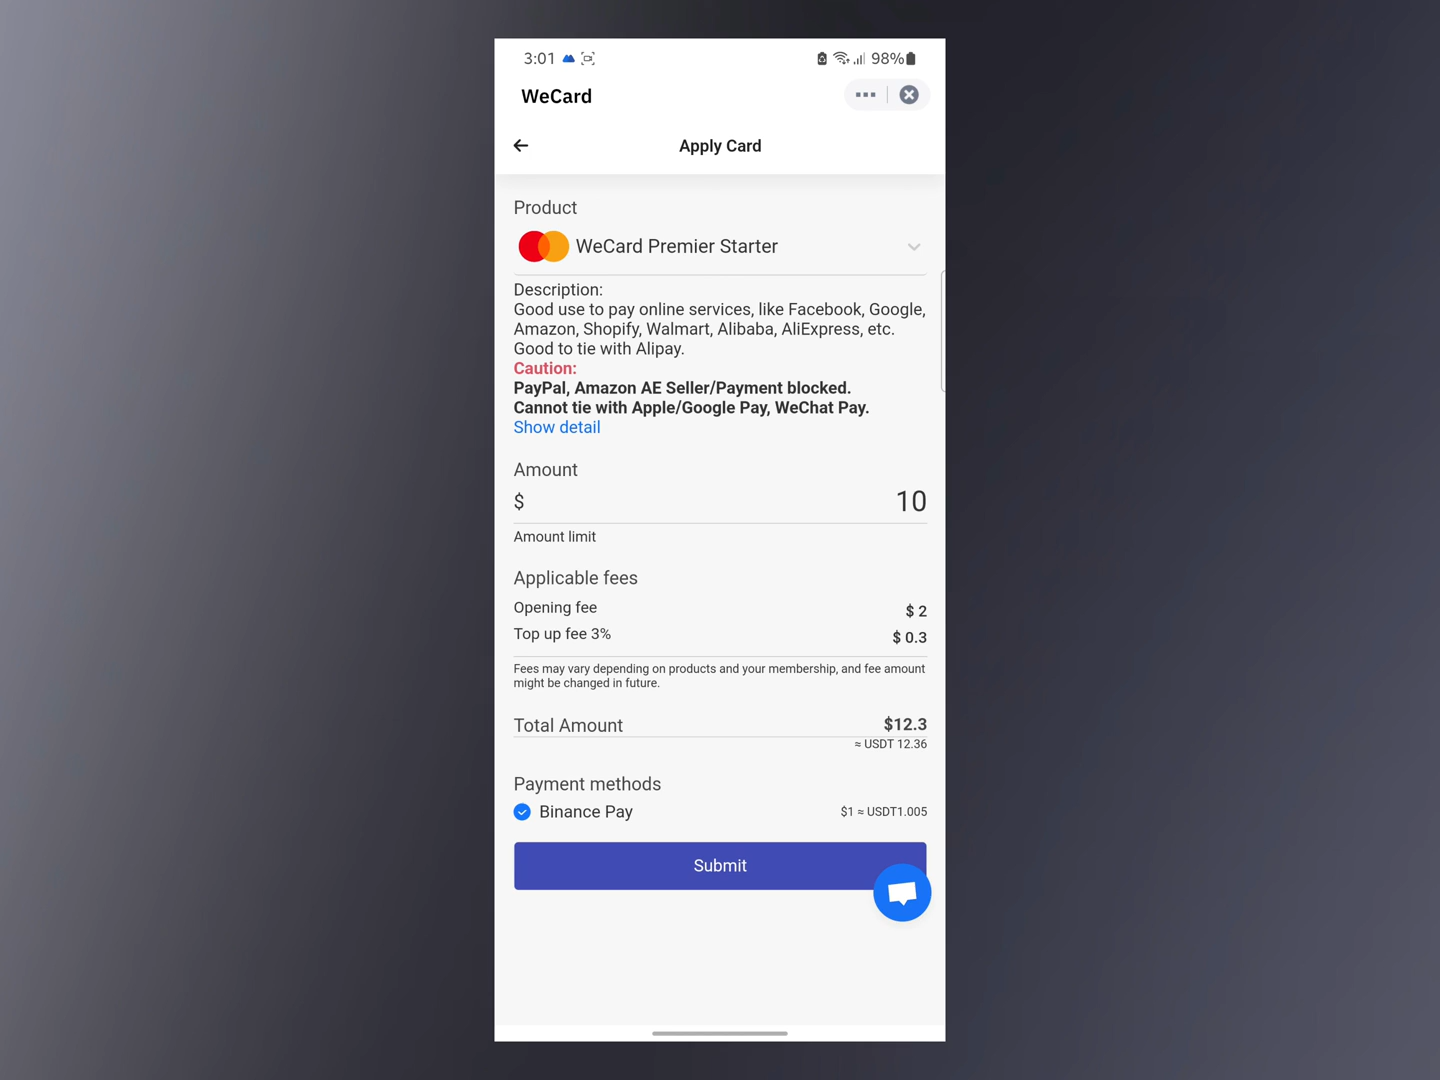 3:01
98%
WeCard
Apply Card
Product
WeCard Premier Starter
Description:
Good use to pay online services, like Facebook, Google,
Amazon, Shopify, Walmart, Alibaba, AliExpress, etc.
Good to tie with Alipay.
Caution:
PayPal, Amazon AE Seller/Payment blocked.
Cannot tie with Apple/Google Pay, WeChat Pay.
Show detail
Amount
$ 10
Amount limit
Applicable fees
Opening fee $ 2
Top up fee 3% $ 0.3
Fees may vary depending on products and your membership, and fee amount
might be changed in future.
Total Amount $12.3
≈ USDT 12.36
Payment methods
Binance Pay $1 ≈ USDT1.005
Submit